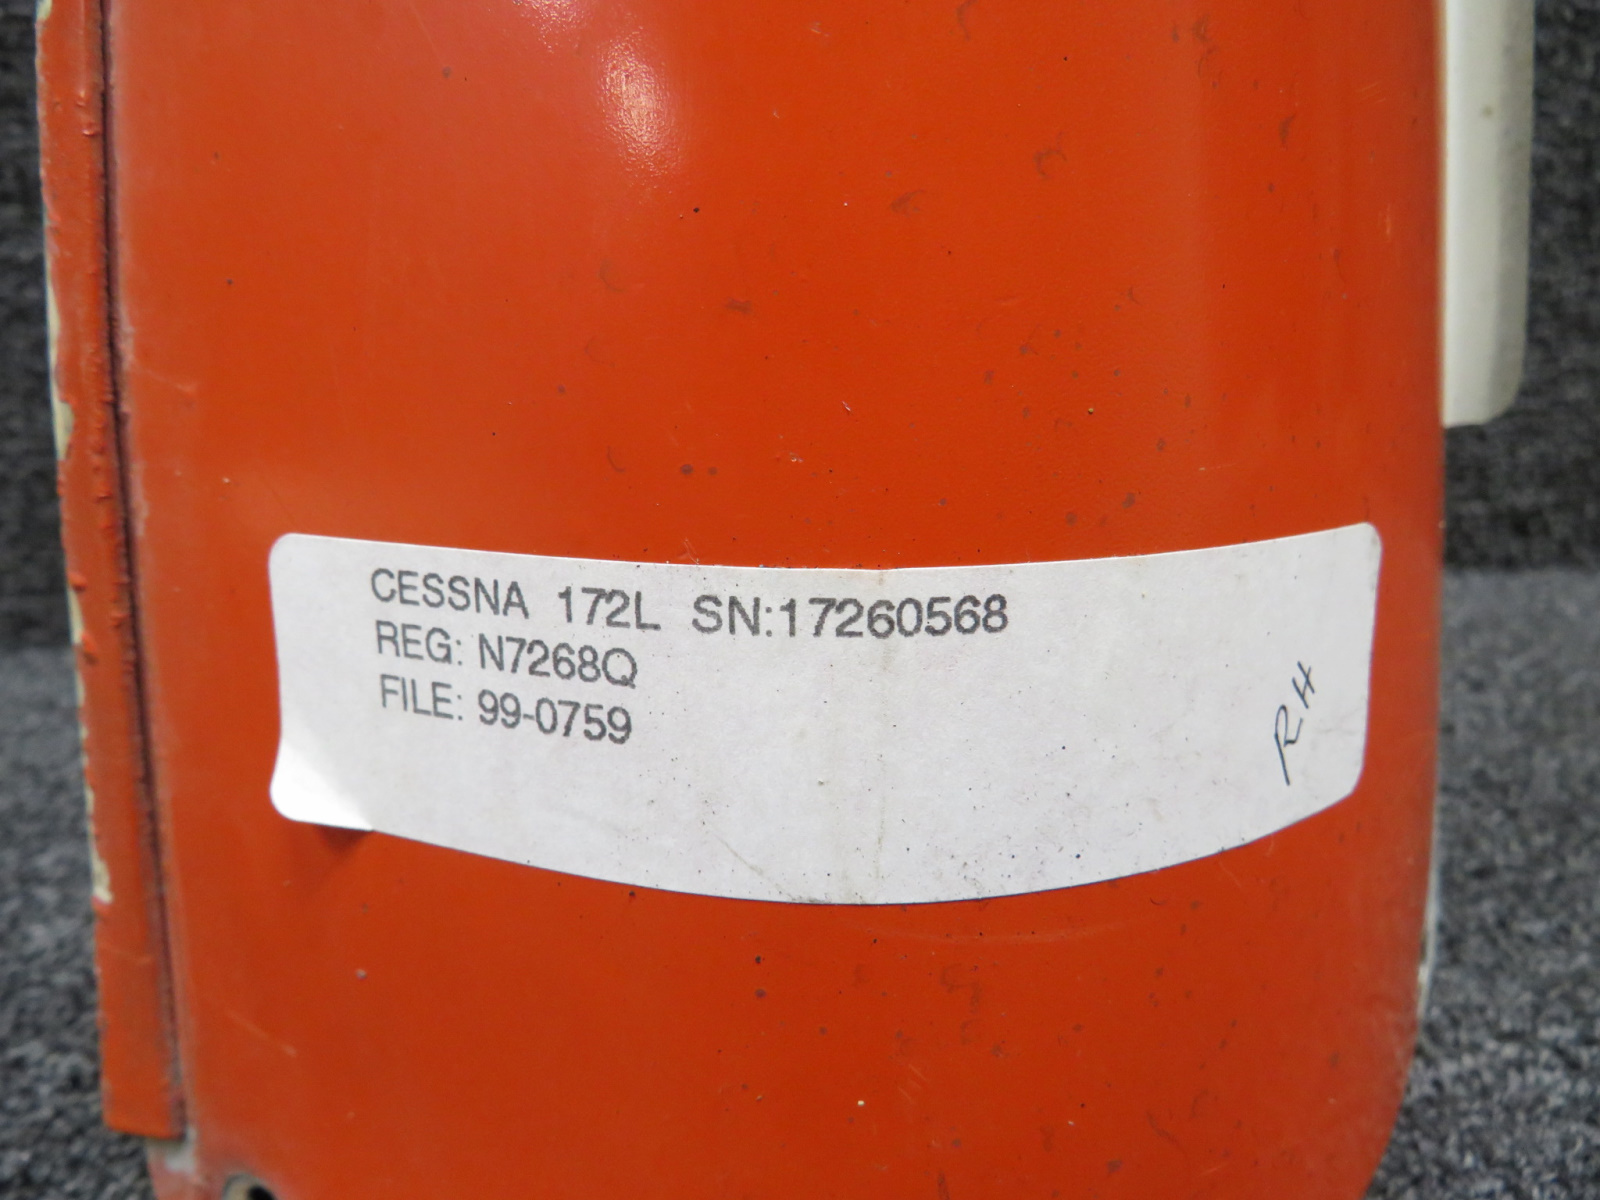 CESSNA 172L SN:17260568
REG: N7268Q
FILE: 99-0759
RH